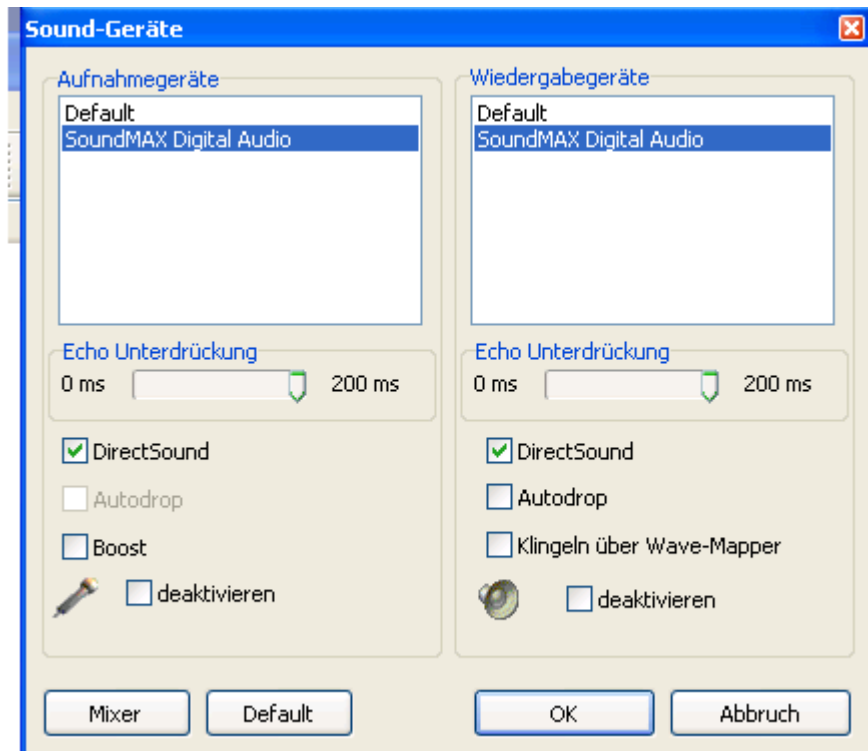 Sound-Geräte
Aufnahmegeräte
Default
SoundMAX Digital Audio
Echo Unterdrückung
0 ms 200 ms
DirectSound
Autodrop
Boost
deaktivieren
Wiedergabegeräte
Default
SoundMAX Digital Audio
Echo Unterdrückung
0 ms 200 ms
DirectSound
Autodrop
Klingeln über Wave-Mapper
deaktivieren
Mixer Default OK Abbruch